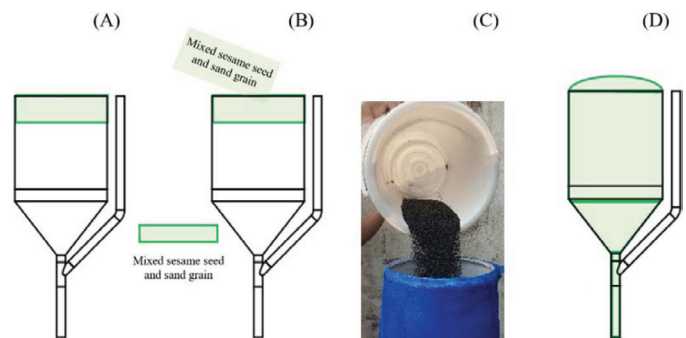 (A)
(B)
(C)
(D)
Mixed sesame seed
and sand grain
Mixed sesame seed
and sand grain